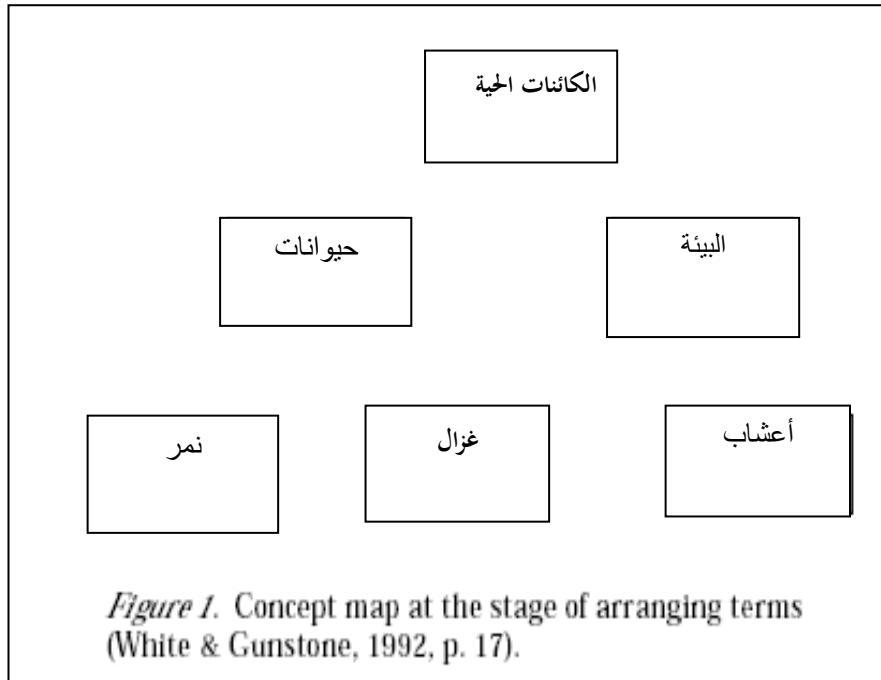 الكائنات الحية
البيئة
حيوانات
أعشاب
غزال
نمر
Figure 1. Concept map at the stage of arranging terms
(White & Gunstone, 1992, p. 17).